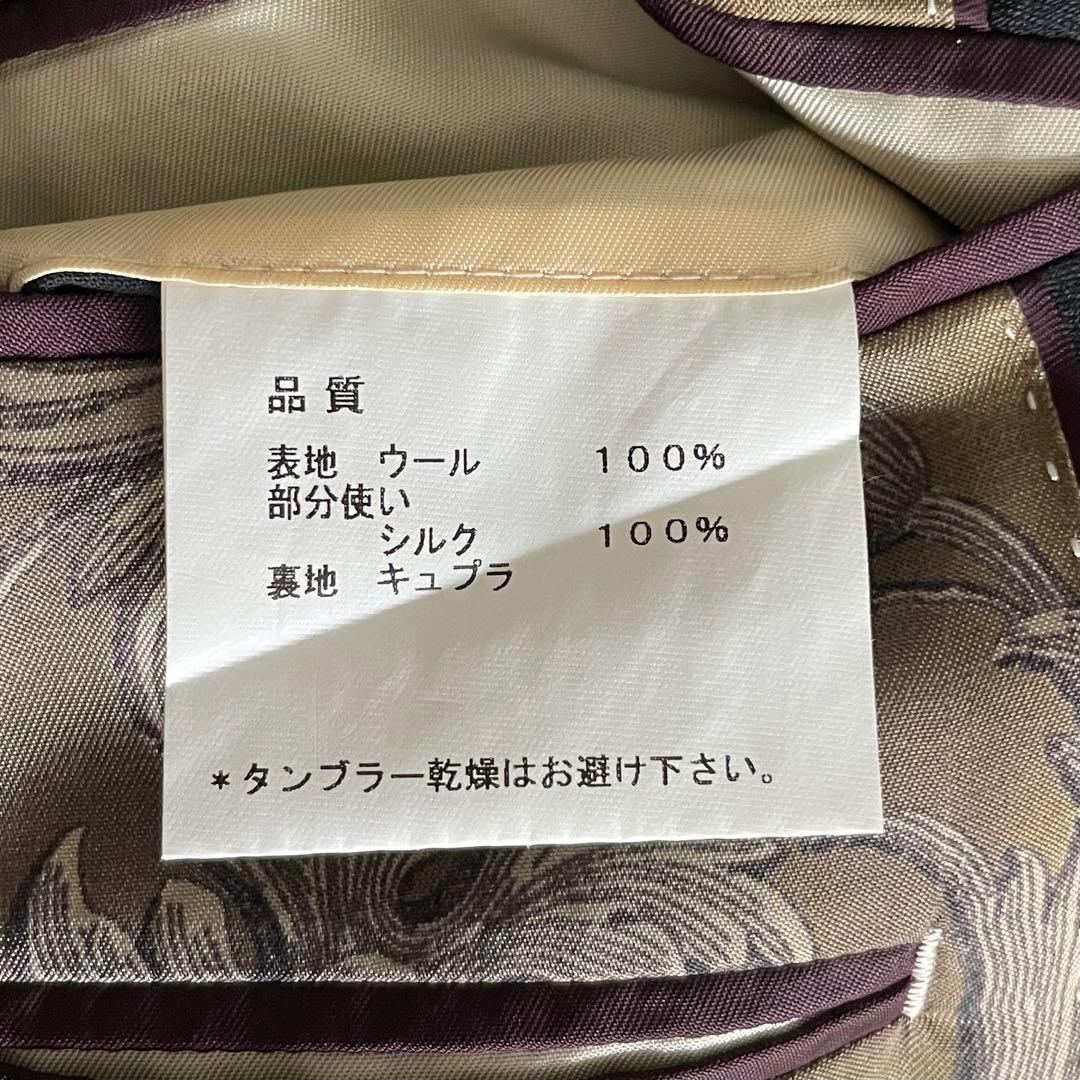 品質
表地 ウール 100%
部分使い
シルク 100%
裏地 キュプラ
*タンブラー乾燥はお避け下さい。